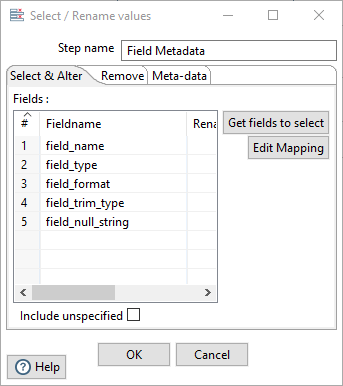 Select / Rename values
Step name Field Metadata
Select & Alter Remove Meta-data
Fields :
# Fieldname Rena
1 field_name
2 field_type
3 field_format
4 field_trim_type
5 field_null_string
Get fields to select
Edit Mapping
Include unspecified
OK Cancel
Help